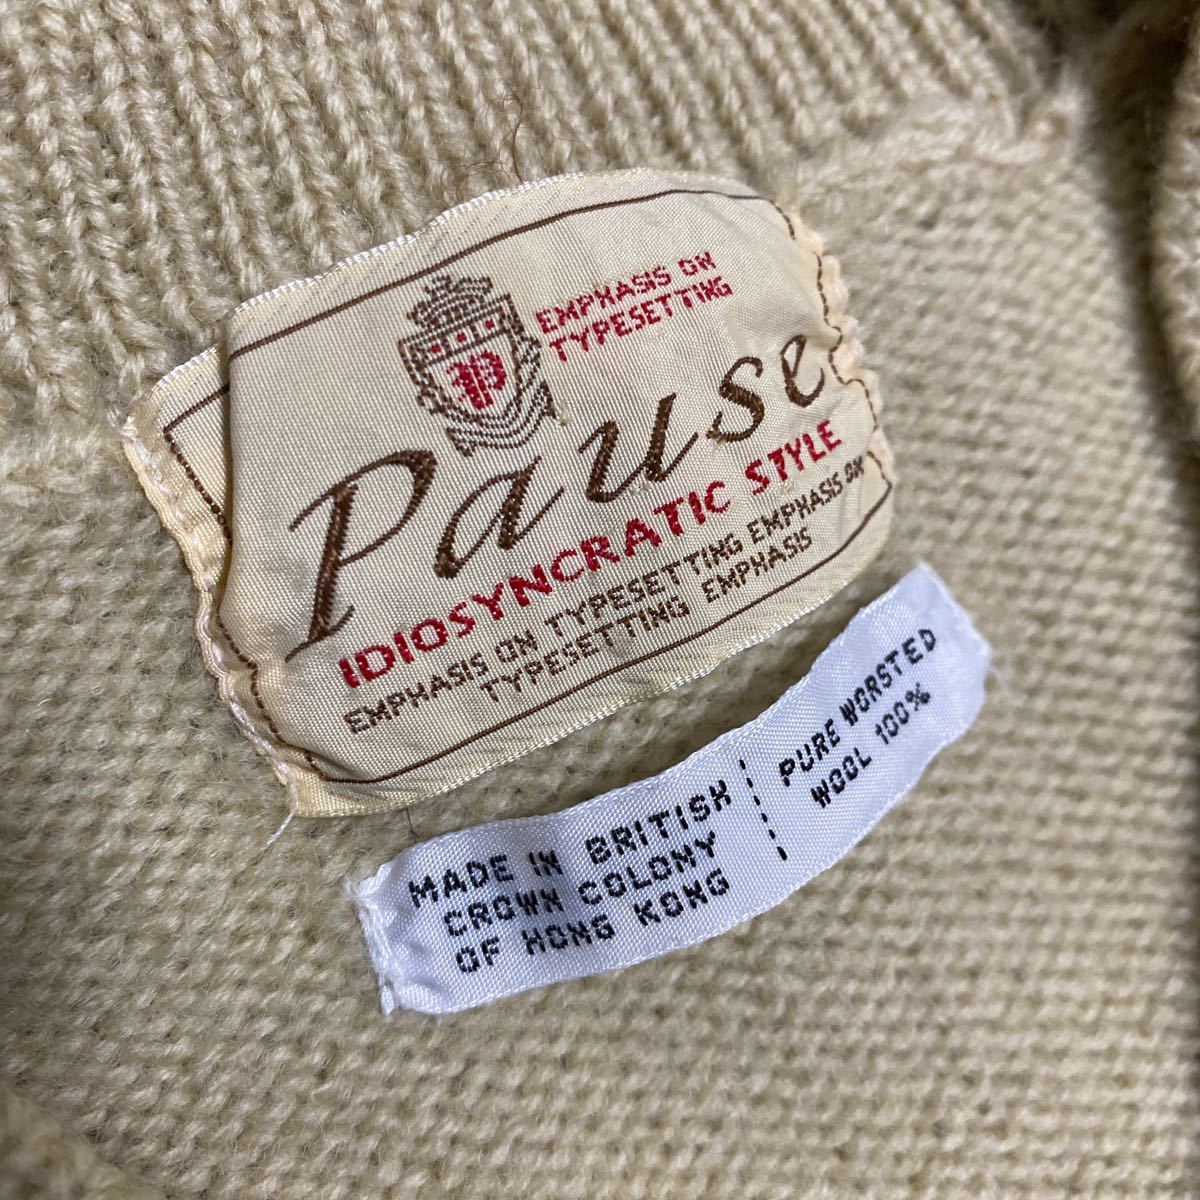 P
EMPHASIS ON
TYPESETTING
Pause
IDIOSYNCRATIC STYLE
EMPHASIS ON TYPESETTING EMPHASIS ON
TYPESETTING EMPHASIS
MADE IN BRITISH
CROWN COLONY
OF HONG KONG
PURE WORSTED
WOOL 100%